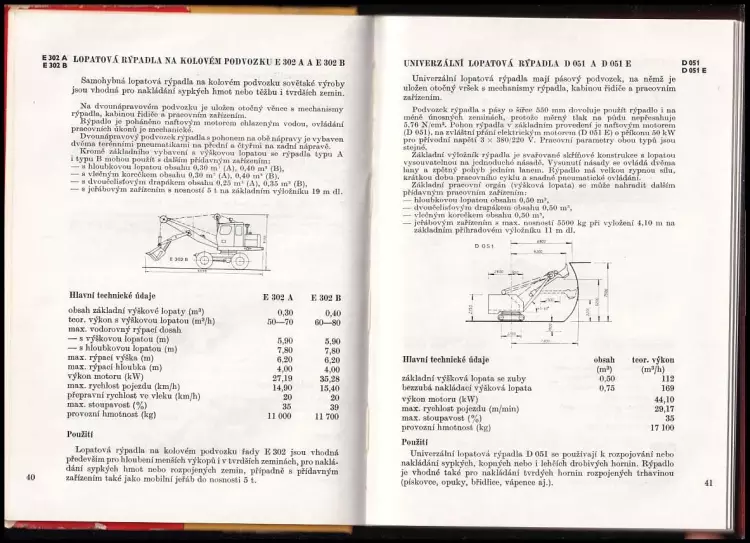 E 302 A
E 302 B
LOPATOVÁ RÝPADLA NA KOLOVÉM PODVOZKU E 302 A A E 302 B
Samohybná lopatová rýpadla na kolovém podvozku sovětské výroby
jsou vhodná pro nakládání sypkých hmot nebo těžbu i tvrdších zemin.
Na dvounápravovém podvozku je uložen otočný věnec s mechanismy
rýpadla, kabinou řidiče a pracovním zařízením.
Rýpadlo je poháněno naftovým motorem chlazeným vodou, ovládání
pracovních úkonů je mechanické.
Dvounápravový podvozek rýpadla s pohonem na obě nápravy je vybaven
dvěma terénními pneumatikami na přední a čtyřmi na zadní nápravě.
Kromě základního vybavení s výškovou lopatou se rýpadla typu A
i typu B mohou použít s dalším přídavným zařízením:
— s hloubkovou lopatou obsahu 0,30 m³ (A), 0,40 m³ (B),
— s vlečným korečkem obsahu 0,30 m³ (A), 0,40 m³ (B),
— s dvoučelisťovým drapákem obsahu 0,25 m³ (A), 0,35 m³ (B),
— s jeřábovým zařízením s nosností 5 t na základním výložníku 19 m dl.
E 302 B
Hlavní technické údaje E 302 A E 302 B
obsah základní výškové lopaty (m³) 0,30 0,40
teor. výkon s výškovou lopatou (m³/h) 50—70 60—80
max. vodorovný rýpací dosah
— s výškovou lopatou (m) 5,90 5,90
— s hloubkovou lopatou (m) 7,80 7,80
max. rýpací výška (m) 6,20 6,20
max. rýpací hloubka (m) 4,00 4,00
výkon motoru (kW) 27,19 35,28
max. rychlost pojezdu (km/h) 14,90 15,40
přepravní rychlost ve vleku (km/h) 20 20
max. stoupavost (%) 35 39
provozní hmotnost (kg) 11 000 11 700
Použití
Lopatová rýpadla na kolovém podvozku řady E 302 jsou vhodná
především pro hloubení menších výkopů i v tvrdších zeminách, pro naklá-
dání sypkých hmot nebo rozpojených zemin, případně s přídavným
zařízením také jako mobilní jeřáb do nosnosti 5 t.
40
UNIVERZÁLNÍ LOPATOVÁ RÝPADLA D 051 A D 051 E
D 051
D 051 E
Univerzální lopatová rýpadla mají pásový podvozek, na němž je
uložen otočný vršek s mechanismy rýpadla, kabinou řidiče a pracovním
zařízením.
Podvozek rýpadla s pásy o šířce 550 mm dovoluje použít rýpadlo i na
méně únosných zeminách, protože měrný tlak na půdu nepřesahuje
5,76 N/cm². Pohon rýpadla v základním provedení je naftovým motorem
(D 051), na zvláštní přání elektrickým motorem (D 051 E) o příkonu 50 kW
pro přívodní napětí 3 × 380/220 V. Pracovní parametry obou typů jsou
stejné.
Základní výložník rýpadla je svařované skříňové konstrukce s lopatou
vysouvatelnou na jednoduché násadě. Vysunutí násady se ovládá dvěma
lany a zpětný pohyb jedním lanem. Rýpadlo má velkou rypnou sílu,
krátkou dobu pracovního cyklu a snadné pneumatické ovládání.
Základní pracovní orgán (výšková lopata) se může nahradit dalším
přídavným pracovním zařízením:
— hloubkovou lopatou obsahu 0,50 m³,
— dvoučelisťovým drapákem obsahu 0,50 m³,
— vlečným korečkem obsahu 0,50 m³,
— jeřábovým zařízením s max. nosností 5500 kg při vyložení 4,10 m na
základním příhradovém výložníku 11 m dl.
D 051
Hlavní technické údaje obsah teor. výkon
(m³) (m³/h)
základní výšková lopata se zuby 0,50 112
bezzubá nakládací výšková lopata 0,75 169
výkon motoru (kW) 44,10
max. rychlost pojezdu (m/min) 29,17
max. stoupavost (%) 35
provozní hmotnost (kg) 17 100
Použití
Univerzální lopatová rýpadla D 051 se používají k rozpojování nebo
nakládání sypkých, kopných nebo i lehčích drobivých hornin. Rýpadlo
je vhodné také pro nakládání tvrdých hornin rozpojených trhavinou
(pískovce, opuky, břidlice, vápence aj.).
41